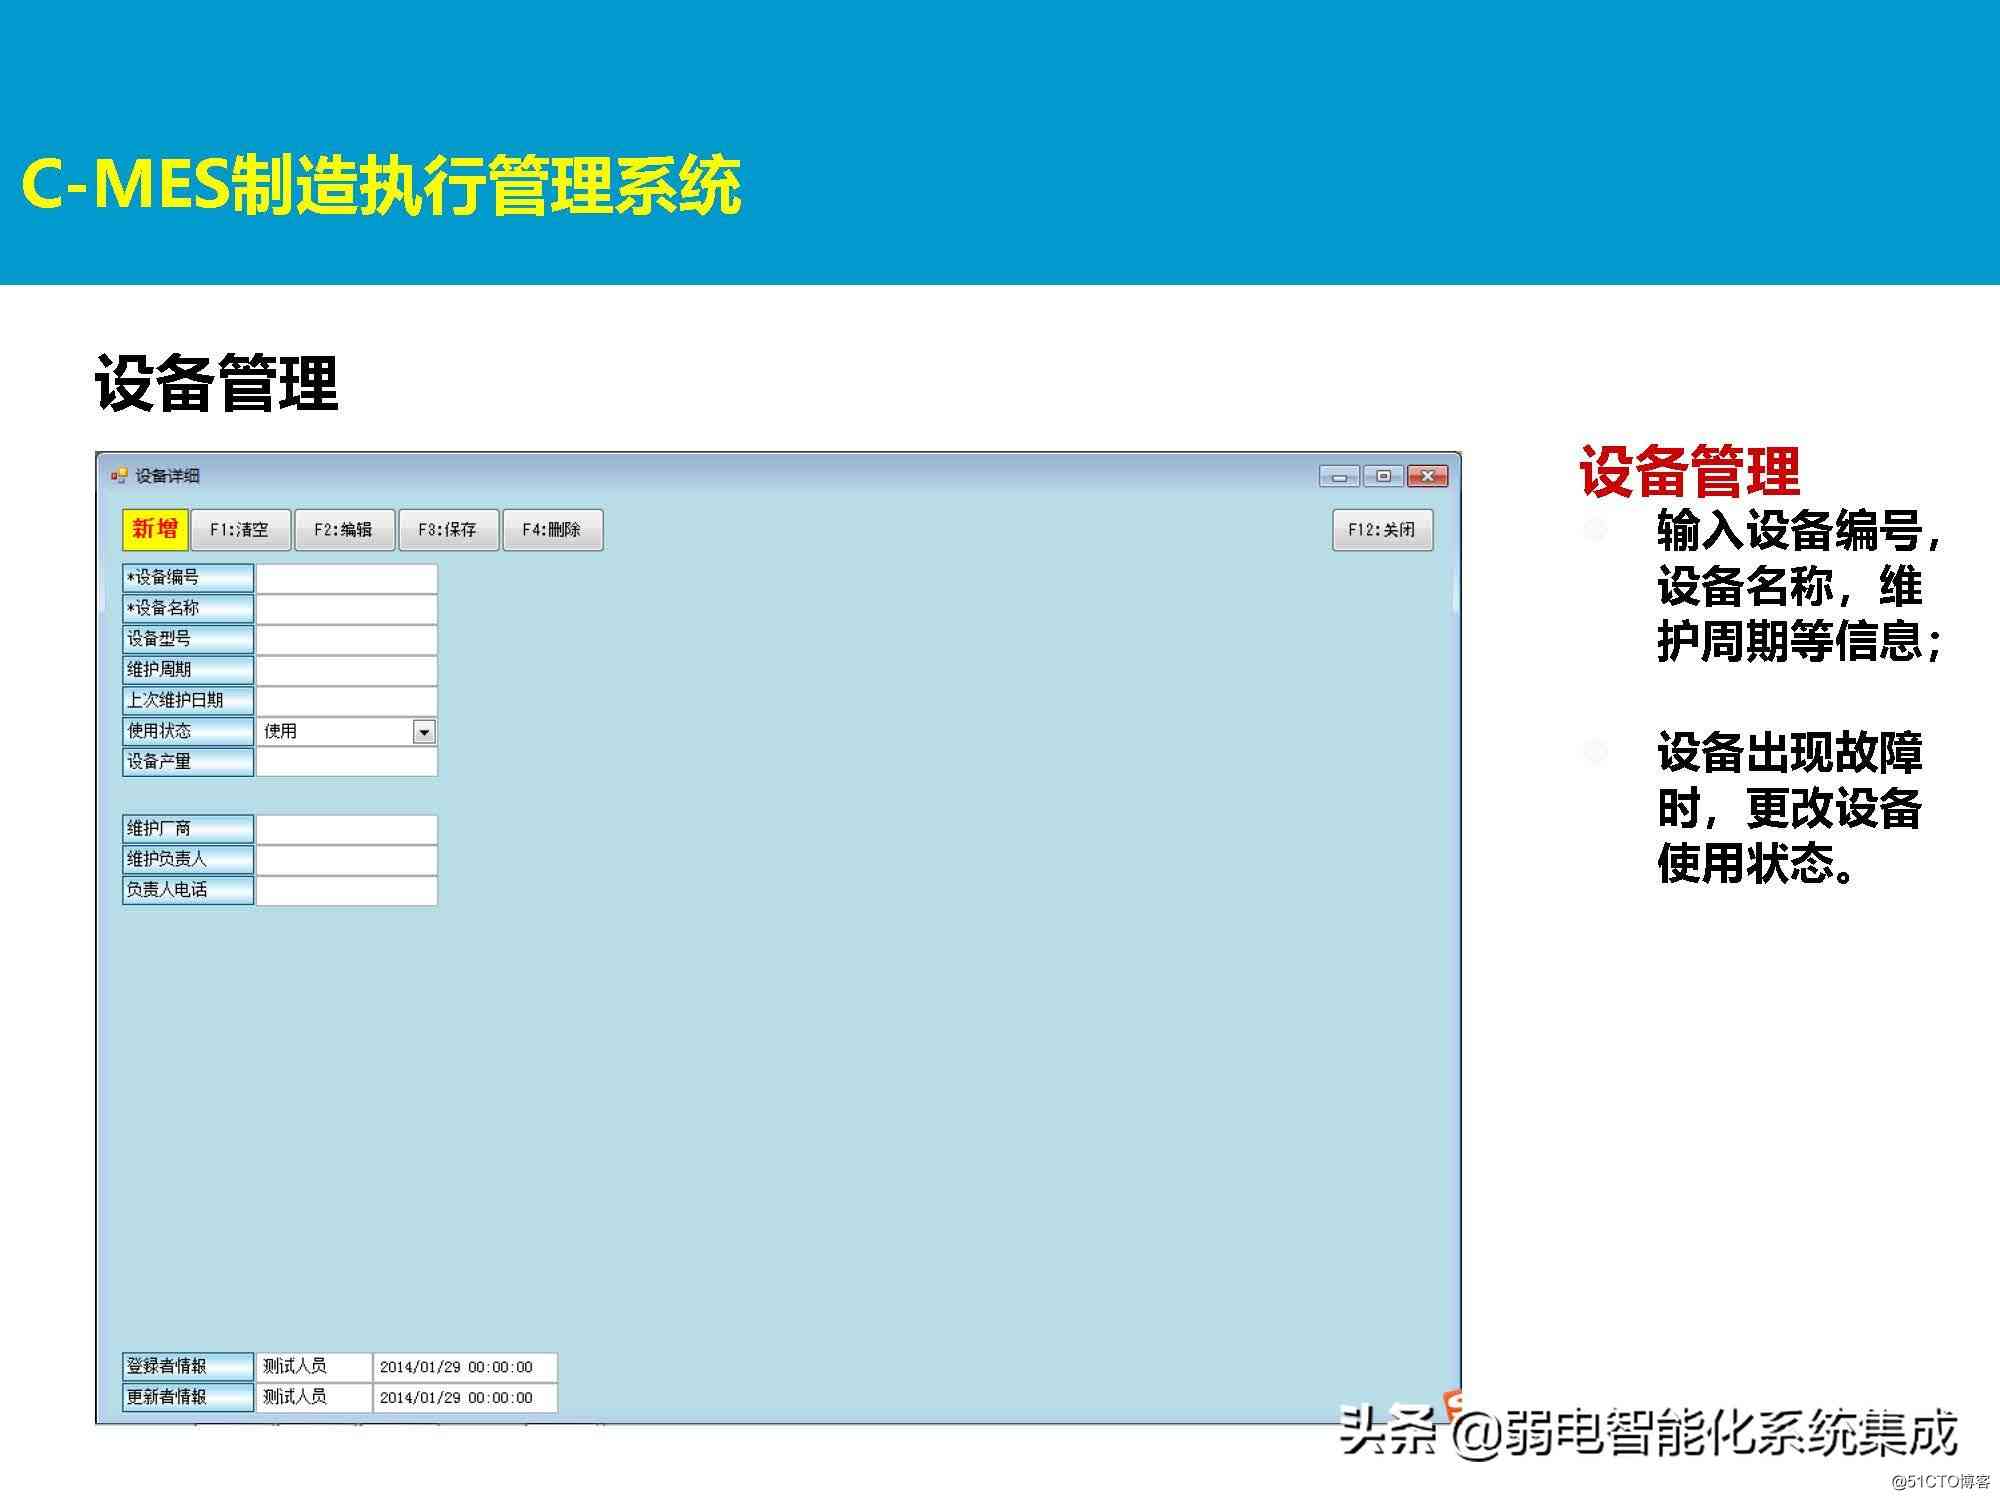 C-MES制造执行管理系统
设备管理
设备详细
新增 F1:清空 F2:编辑 F3:保存 F4:删除 F12:关闭
*设备编号
*设备名称
设备型号
维护周期
上次维护日期
使用状态 使用
设备产量
维护厂商
维护负责人
负责人电话
登録者情報 测试人员 2014/01/29 00:00:00
更新者情報 测试人员 2014/01/29 00:00:00
设备管理
输入设备编号，
设备名称，维
护周期等信息；
设备出现故障
时，更改设备
使用状态。
头条 @弱电智能化系统集成
@51CTO博客